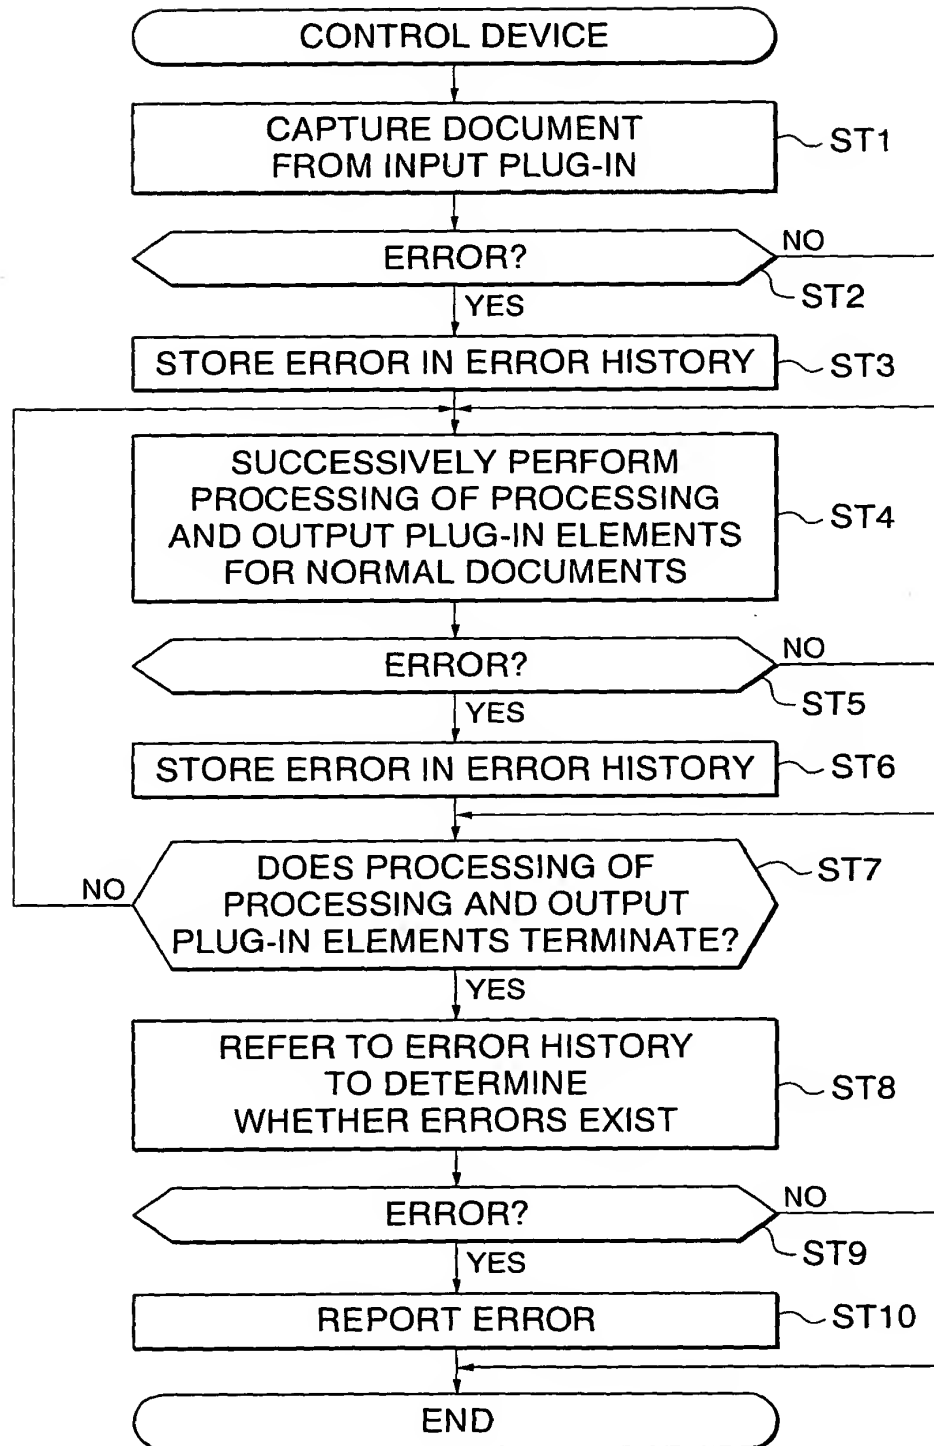 CONTROL DEVICE
CAPTURE DOCUMENT
FROM INPUT PLUG-IN
ST1
ERROR?
NO
ST2
YES
STORE ERROR IN ERROR HISTORY
ST3
SUCCESSIVELY PERFORM
PROCESSING OF PROCESSING
AND OUTPUT PLUG-IN ELEMENTS
FOR NORMAL DOCUMENTS
ST4
ERROR?
NO
ST5
YES
STORE ERROR IN ERROR HISTORY
ST6
DOES PROCESSING OF
PROCESSING AND OUTPUT
PLUG-IN ELEMENTS TERMINATE?
ST7
NO
YES
REFER TO ERROR HISTORY
TO DETERMINE
WHETHER ERRORS EXIST
ST8
ERROR?
NO
ST9
YES
REPORT ERROR
ST10
END